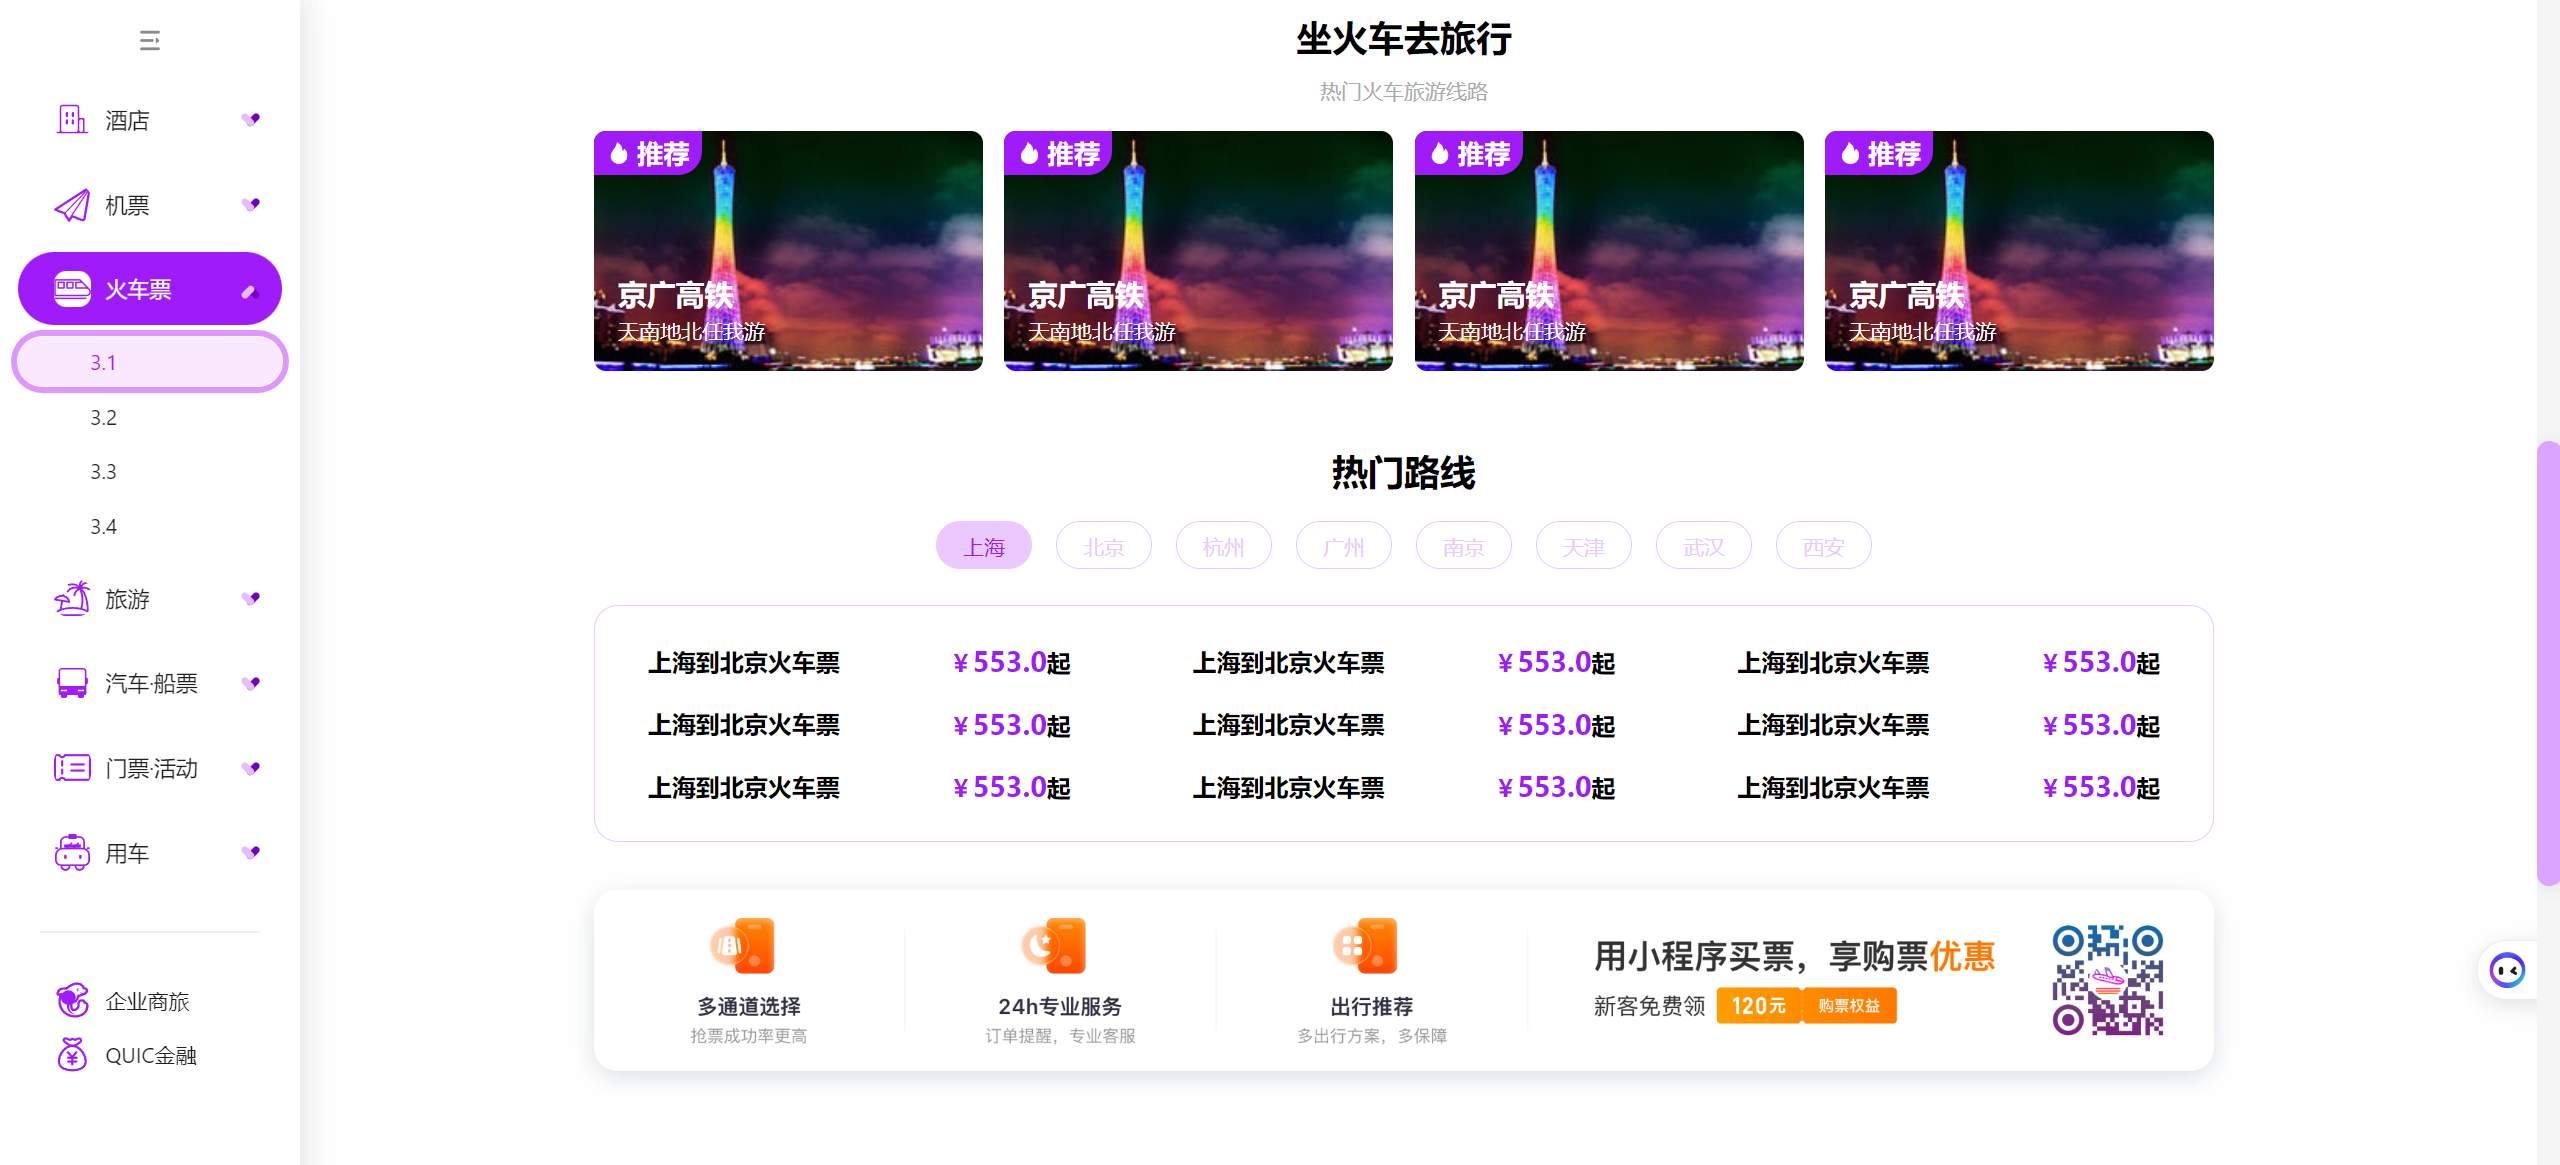 酒店
机票
火车票
3.1
3.2
3.3
3.4
旅游
汽车·船票
门票·活动
用车
企业商旅
QUIC金融
坐火车去旅行
热门火车旅游线路
推荐
京广高铁
天南地北任我游
推荐
京广高铁
天南地北任我游
推荐
京广高铁
天南地北任我游
推荐
京广高铁
天南地北任我游
热门路线
上海 北京 杭州 广州 南京 天津 武汉 西安
上海到北京火车票 ¥553.0起 上海到北京火车票 ¥553.0起 上海到北京火车票 ¥553.0起
上海到北京火车票 ¥553.0起 上海到北京火车票 ¥553.0起 上海到北京火车票 ¥553.0起
上海到北京火车票 ¥553.0起 上海到北京火车票 ¥553.0起 上海到北京火车票 ¥553.0起
多通道选择
抢票成功率更高
24h专业服务
订单提醒，专业客服
出行推荐
多出行方案，多保障
用小程序买票，享购票优惠
新客免费领 120元 购票权益